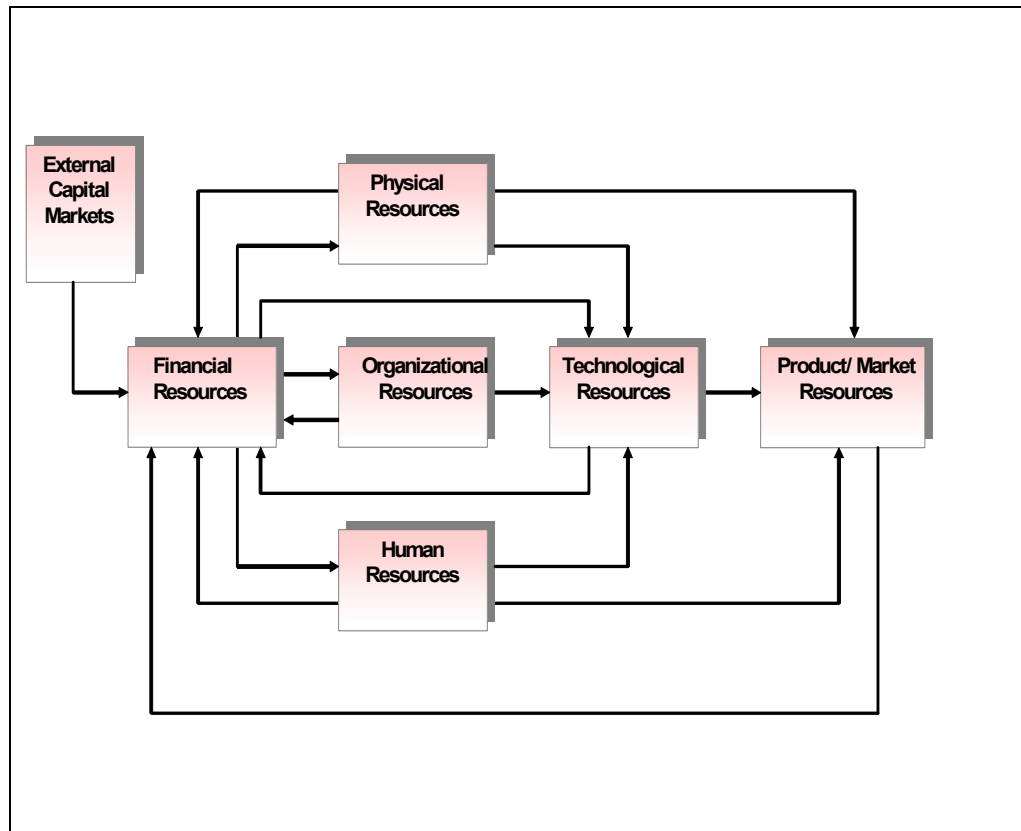 External
Capital
Markets
Physical
Resources
Financial
Resources
Organizational
Resources
Technological
Resources
Product/ Market
Resources
Human
Resources